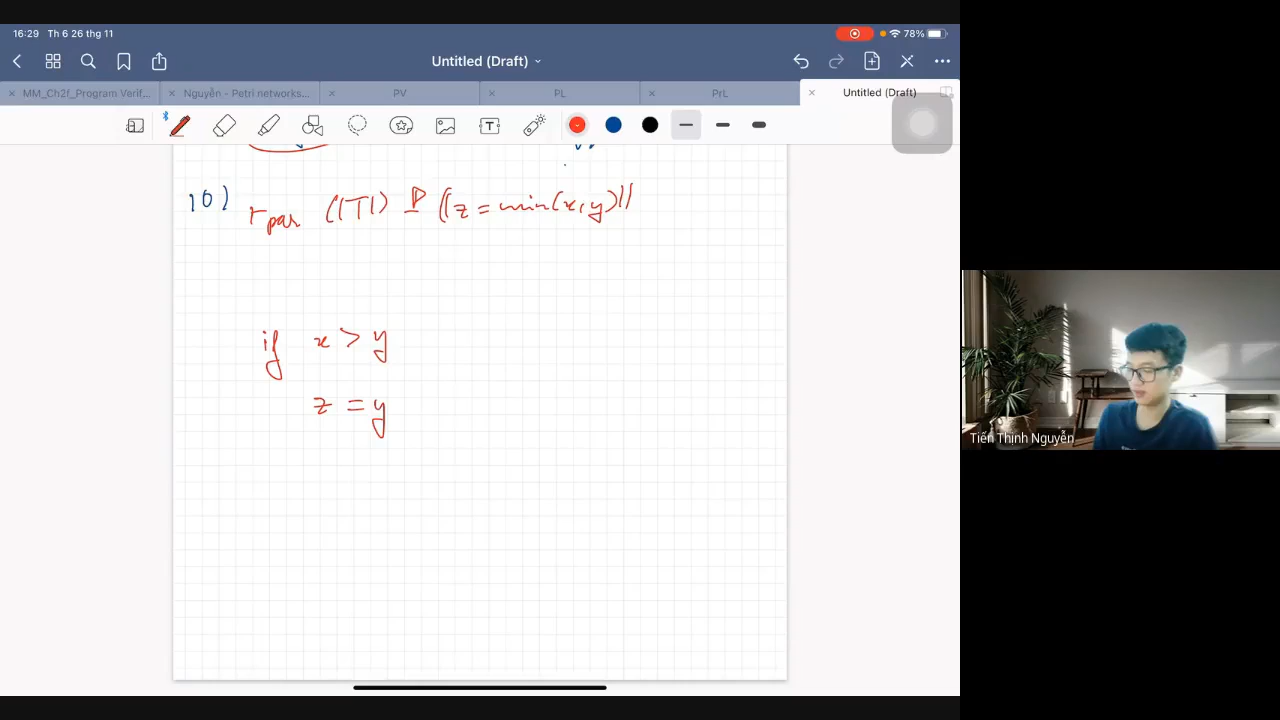 16:29 Th 6 26 thg 11
78%
Untitled (Draft)
MM_Ch2f_Program Verif...
Nguyễn - Petri networks...
PV
PL
PrL
Untitled (Draft)
10) ⊢par (|T|) P (|z = min(x,y)|)
if x > y
z = y
Tiến Thịnh Nguyễn